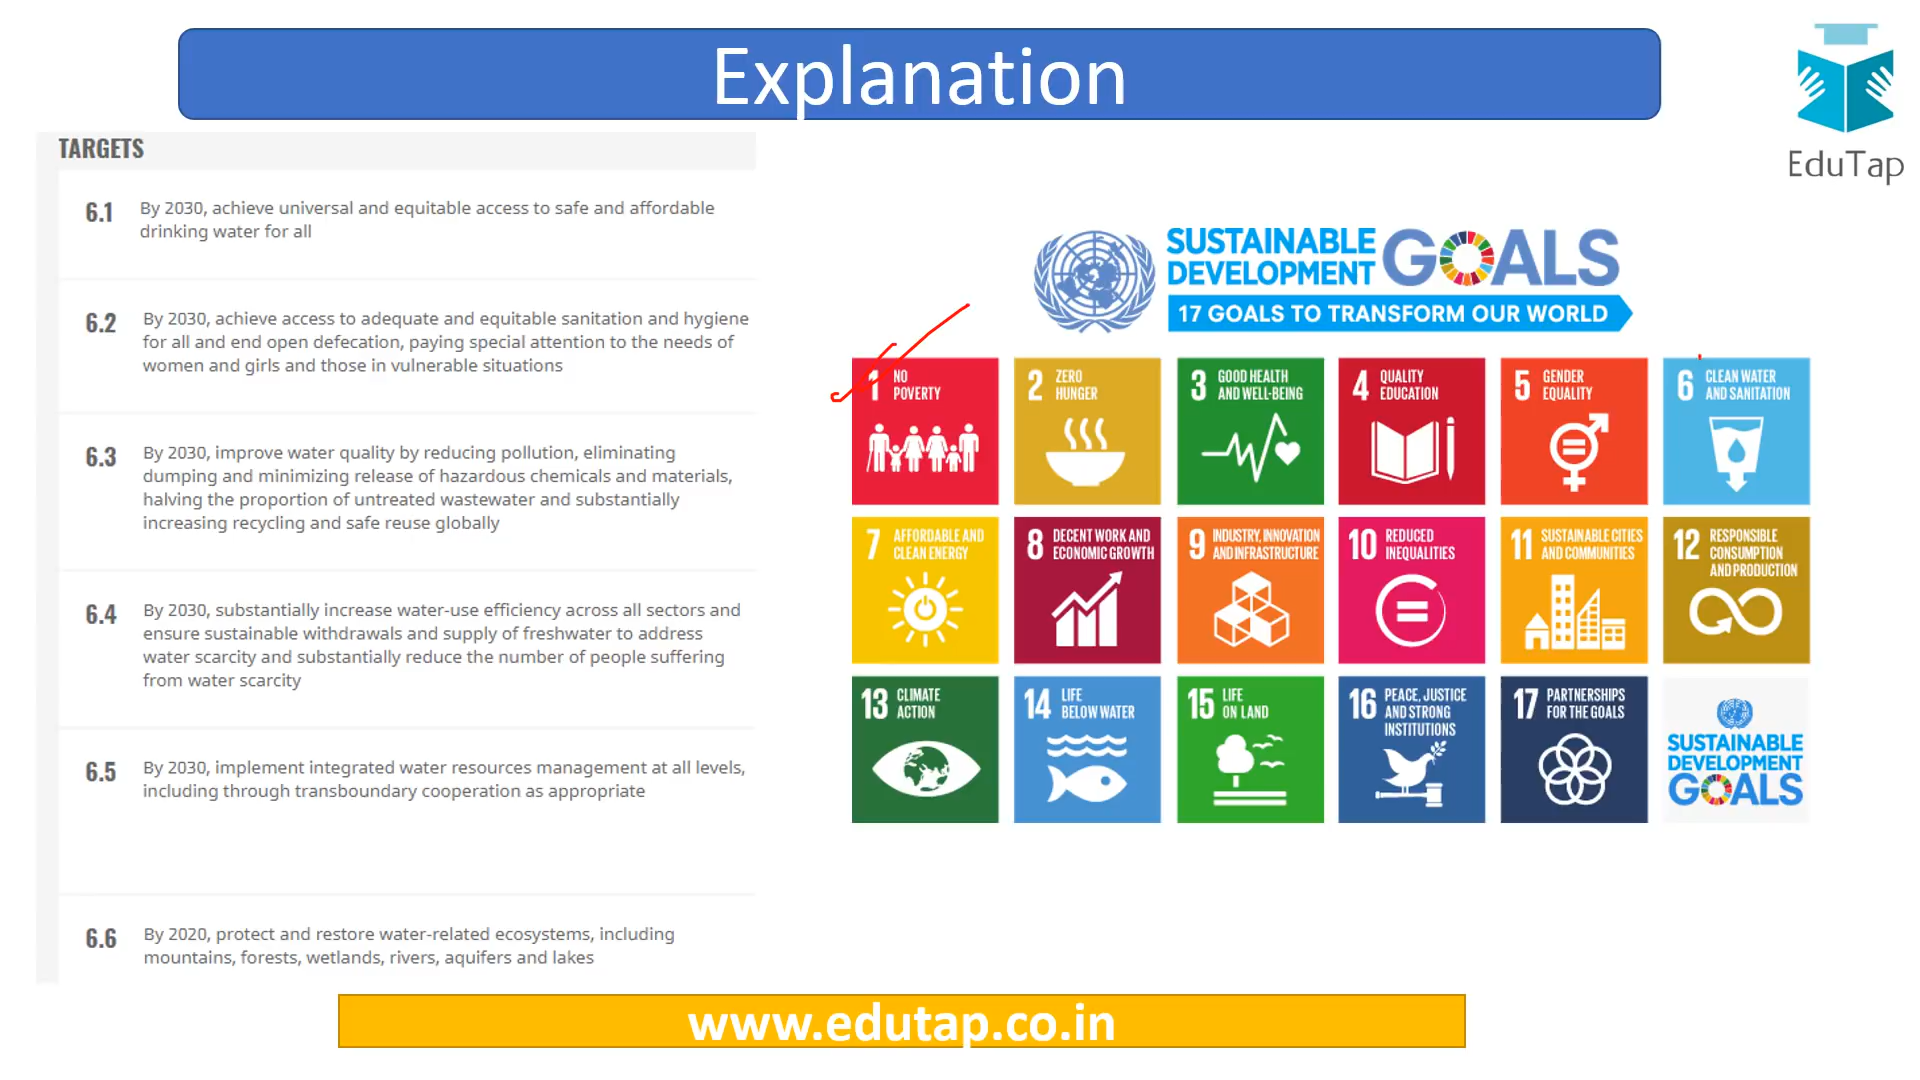 Explanation
EduTap
TARGETS
6.1 By 2030, achieve universal and equitable access to safe and affordable
drinking water for all
6.2 By 2030, achieve access to adequate and equitable sanitation and hygiene
for all and end open defecation, paying special attention to the needs of
women and girls and those in vulnerable situations
6.3 By 2030, improve water quality by reducing pollution, eliminating
dumping and minimizing release of hazardous chemicals and materials,
halving the proportion of untreated wastewater and substantially
increasing recycling and safe reuse globally
6.4 By 2030, substantially increase water-use efficiency across all sectors and
ensure sustainable withdrawals and supply of freshwater to address
water scarcity and substantially reduce the number of people suffering
from water scarcity
6.5 By 2030, implement integrated water resources management at all levels,
including through transboundary cooperation as appropriate
6.6 By 2020, protect and restore water-related ecosystems, including
mountains, forests, wetlands, rivers, aquifers and lakes
SUSTAINABLE
DEVELOPMENT
GOALS
17 GOALS TO TRANSFORM OUR WORLD
1 NO
POVERTY
2 ZERO
HUNGER
3 GOOD HEALTH
AND WELL-BEING
4 QUALITY
EDUCATION
5 GENDER
EQUALITY
6 CLEAN WATER
AND SANITATION
7 AFFORDABLE AND
CLEAN ENERGY
8 DECENT WORK AND
ECONOMIC GROWTH
9 INDUSTRY, INNOVATION
AND INFRASTRUCTURE
10 REDUCED
INEQUALITIES
11 SUSTAINABLE CITIES
AND COMMUNITIES
12 RESPONSIBLE
CONSUMPTION
AND PRODUCTION
13 CLIMATE
ACTION
14 LIFE
BELOW WATER
15 LIFE
ON LAND
16 PEACE, JUSTICE
AND STRONG
INSTITUTIONS
17 PARTNERSHIPS
FOR THE GOALS
SUSTAINABLE
DEVELOPMENT
GOALS
www.edutap.co.in